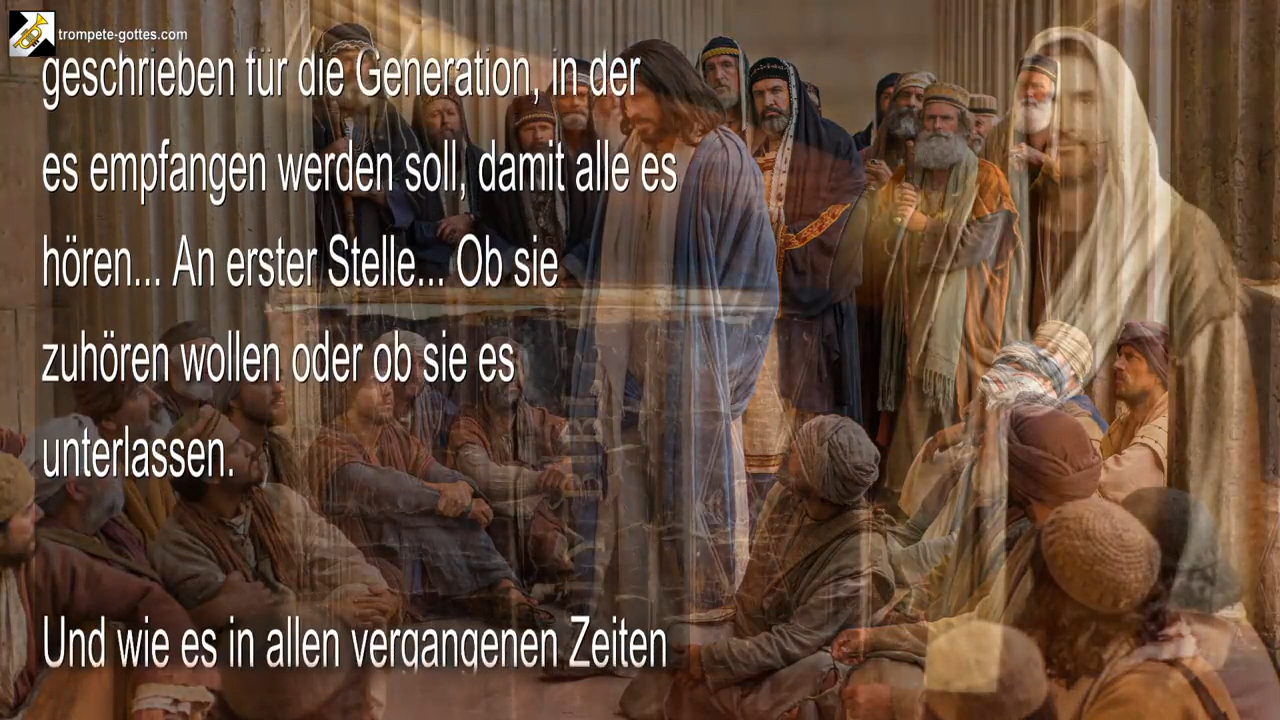 trompete-gottes.com
geschrieben für die Generation, in der
es empfangen werden soll, damit alle es
hören... An erster Stelle... Ob sie
zuhören wollen oder ob sie es
unterlassen.
Und wie es in allen vergangenen Zeiten